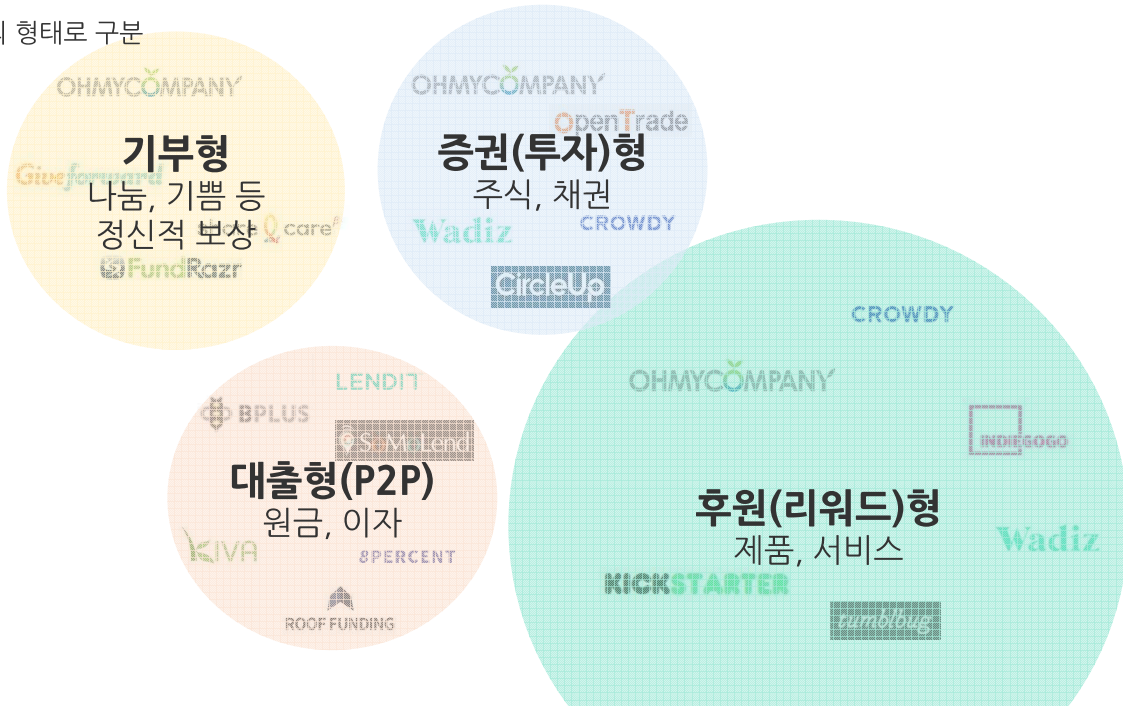 형태로 구분
OHMYCOMPANY
기부형
Giveforward
나눔, 기쁨 등
정신적 보상
share care
FundRazr
OHMYCOMPANY
OpenTrade
증권(투자)형
주식, 채권
Wadiz
CROWDY
CircleUp
LENDIT
BPLUS
SoMoLend
대출형(P2P)
원금, 이자
KIVA
8PERCENT
ROOF FUNDING
CROWDY
OHMYCOMPANY
INDIEGOGO
후원(리워드)형
제품, 서비스
Wadiz
KICKSTARTER
tumblbug